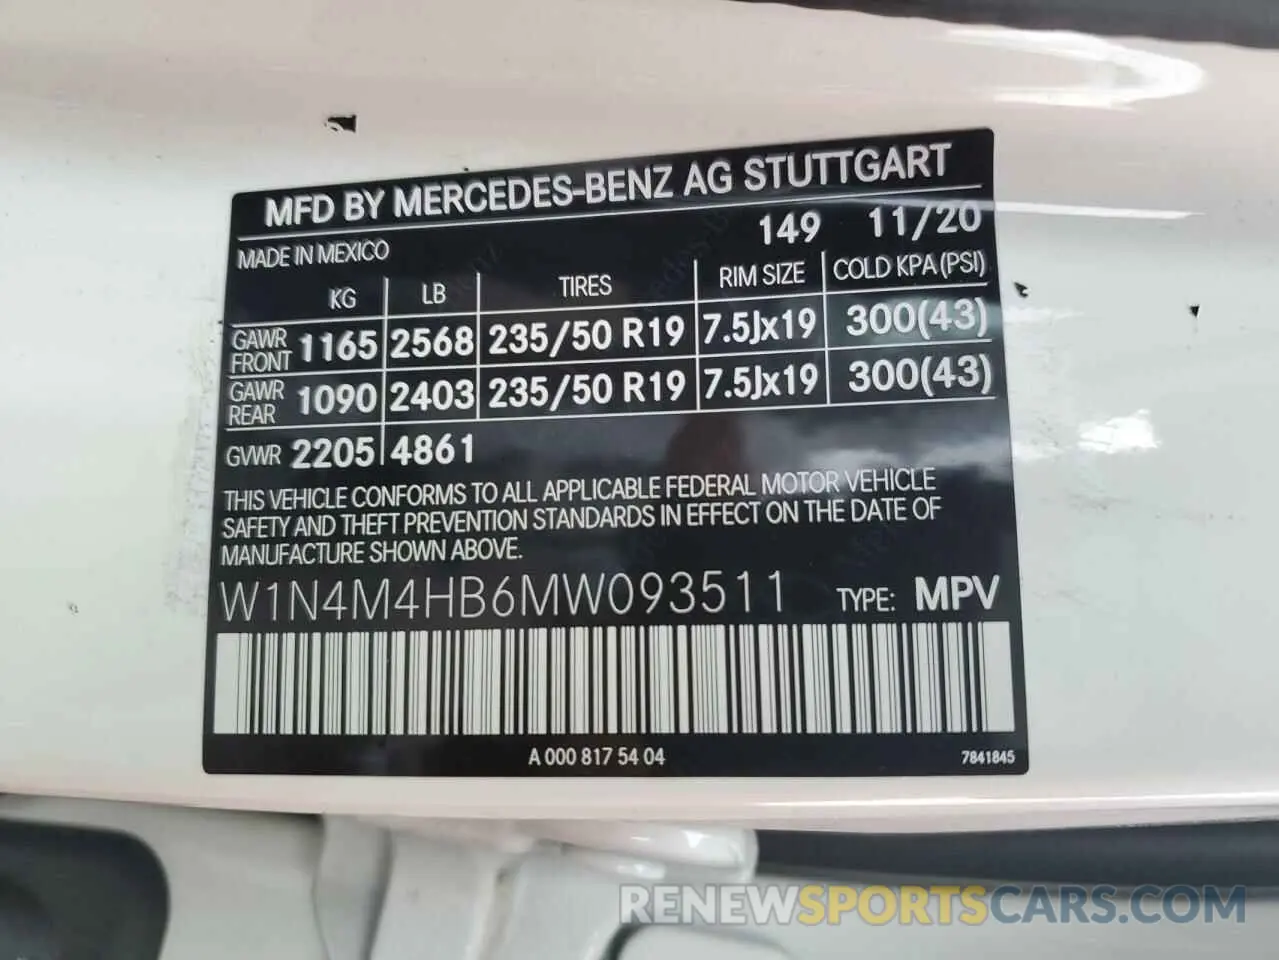 MFD BY MERCEDES-BENZ AG STUTTGART
MADE IN MEXICO 149 11/20
KG LB TIRES RIM SIZE COLD KPA (PSI)
GAWR FRONT 1165 2568 235/50 R19 7.5Jx19 300(43)
GAWR REAR 1090 2403 235/50 R19 7.5Jx19 300(43)
GVWR 2205 4861
THIS VEHICLE CONFORMS TO ALL APPLICABLE FEDERAL MOTOR VEHICLE
SAFETY AND THEFT PREVENTION STANDARDS IN EFFECT ON THE DATE OF
MANUFACTURE SHOWN ABOVE.
W1N4M4HB6MW093511 TYPE: MPV
A 000 817 54 04 7841845
RENEWSPORTSCARS.COM